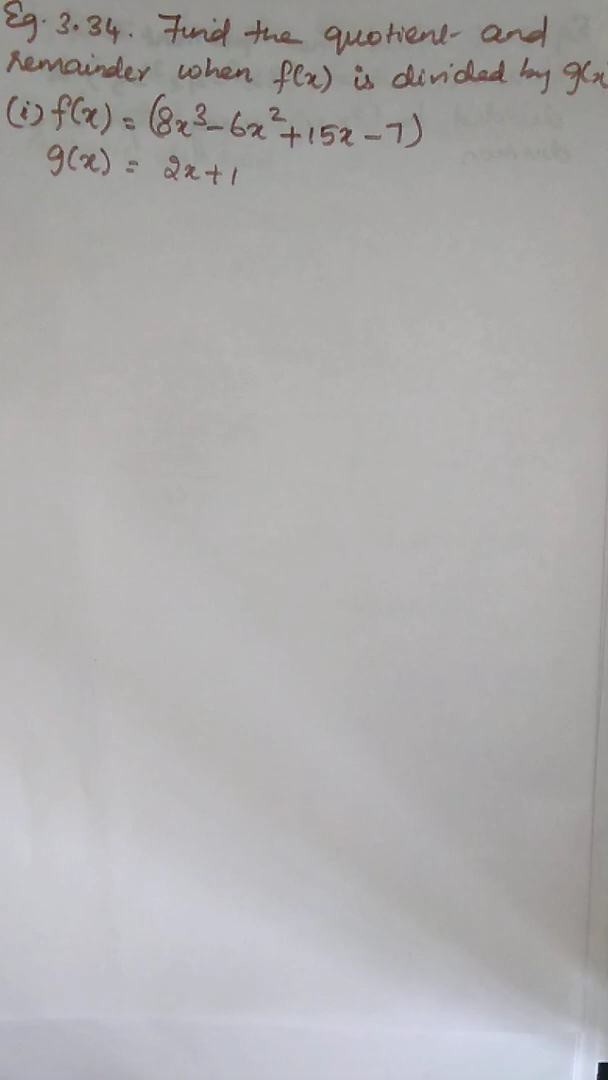 Eg. 3.34. Find the quotient and
remainder when f(x) is divided by g(x
(i) f(x) = (8x³-6x²+15x-7)
g(x) = 2x+1